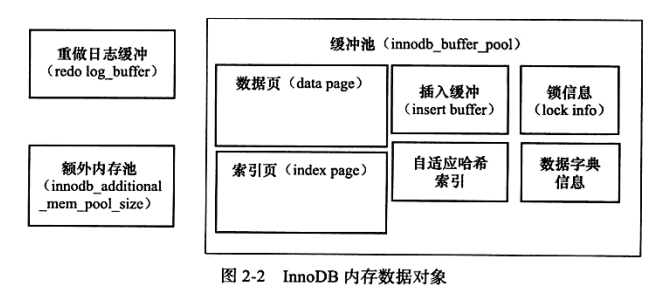 重做日志缓冲
（redo log_buffer）
额外内存池
（innodb_additional
_mem_pool_size）
缓冲池（innodb_buffer_pool）
数据页（data page）
插入缓冲
（insert buffer）
锁信息
（lock info）
索引页（index page）
自适应哈希
索引
数据字典
信息
图 2-2 InnoDB 内存数据对象